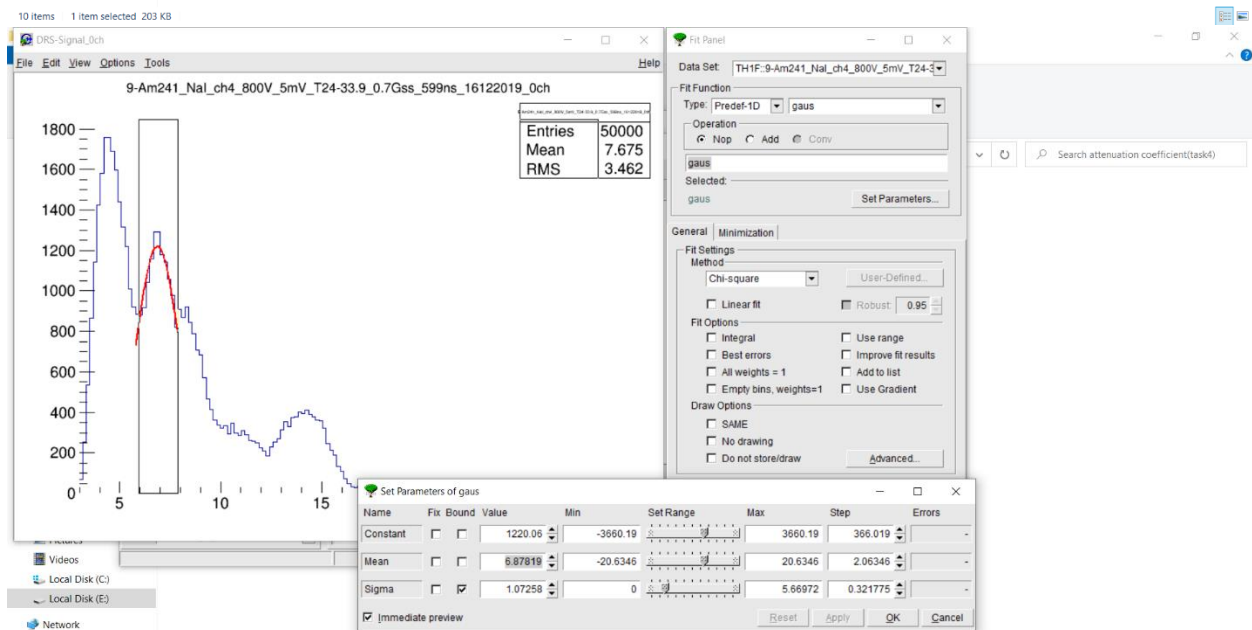 10 items 1 item selected 203 KB
DRS-Signal_0ch
File Edit View Options Tools Help
9-Am241_NaI_ch4_800V_5mV_T24-33.9_0.7Gss_599ns_16122019_0ch
Entries 50000
Mean 7.675
RMS 3.462
1800
1600
1400
1200
1000
800
600
400
200
0
5 10 15
Fit Panel
Data Set: TH1F::9-Am241_NaI_ch4_800V_5mV_T24-3
Fit Function
Type: Predef-1D gaus
Operation
Nop Add Conv
gaus
Selected:
gaus Set Parameters...
General Minimization
Fit Settings
Method
Chi-square User-Defined...
Linear fit Robust: 0.95
Fit Options
Integral Use range
Best errors Improve fit results
All weights = 1 Add to list
Empty bins, weights=1 Use Gradient
Draw Options
SAME
No drawing
Do not store/draw Advanced...
Search attenuation coefficient(task4)
Set Parameters of gaus
Name Fix Bound Value Min Set Range Max Step Errors
Constant 1220.06 -3660.19 3660.19 366.019 -
Mean 6.87819 -20.6346 20.6346 2.06346 -
Sigma 1.07258 0 5.66972 0.321775 -
Immediate preview Reset Apply OK Cancel
Videos
Local Disk (C:)
Local Disk (E:)
Network